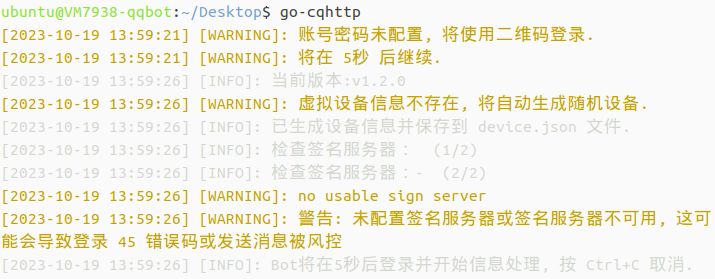 ubuntu@VM7938-qqbot:~/Desktop$ go-cqhttp
[2023-10-19 13:59:21] [WARNING]: 账号密码未配置, 将使用二维码登录.
[2023-10-19 13:59:21] [WARNING]: 将在 5秒 后继续.
[2023-10-19 13:59:26] [INFO]: 当前版本:v1.2.0
[2023-10-19 13:59:26] [WARNING]: 虚拟设备信息不存在, 将自动生成随机设备.
[2023-10-19 13:59:26] [INFO]: 已生成设备信息并保存到 device.json 文件.
[2023-10-19 13:59:26] [INFO]: 检查签名服务器： (1/2)
[2023-10-19 13:59:26] [INFO]: 检查签名服务器：- (2/2)
[2023-10-19 13:59:26] [WARNING]: no usable sign server
[2023-10-19 13:59:26] [WARNING]: 警告: 未配置签名服务器或签名服务器不可用, 这可
能会导致登录 45 错误码或发送消息被风控
[2023-10-19 13:59:26] [INFO]: Bot将在5秒后登录并开始信息处理, 按 Ctrl+C 取消.